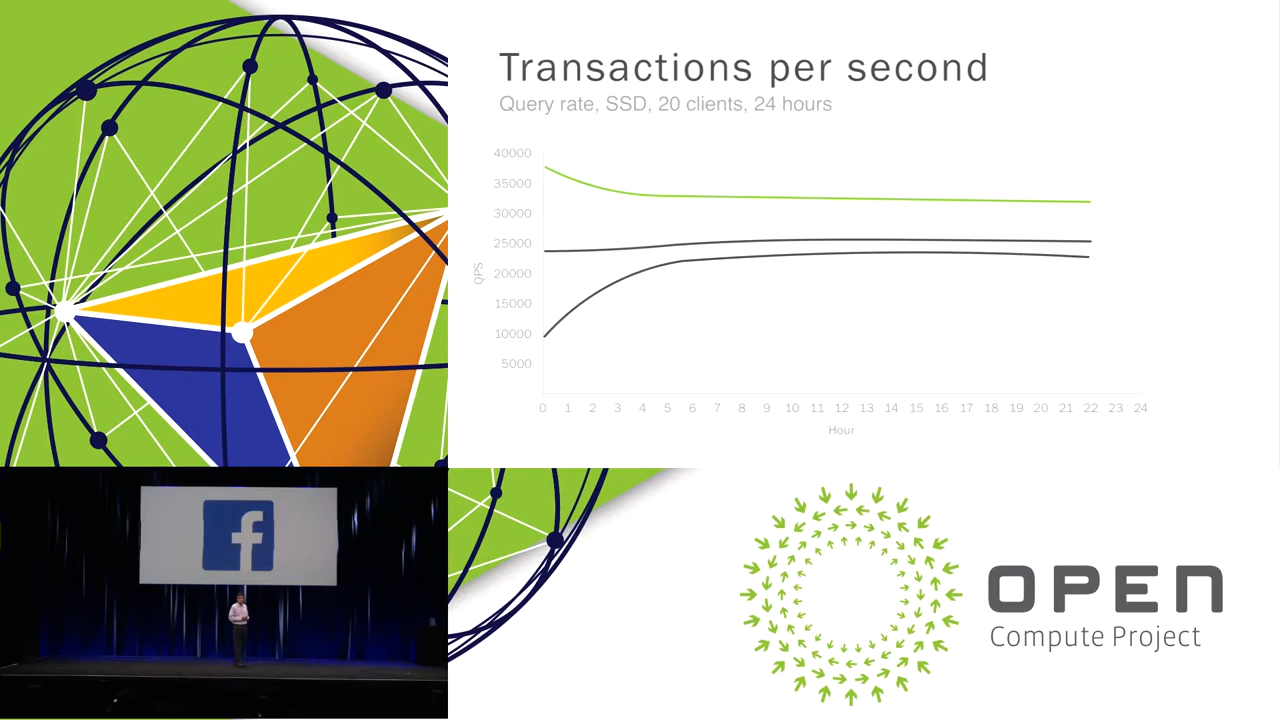 Transactions per second
Query rate, SSD, 20 clients, 24 hours
40000
35000
30000
25000
20000
15000
10000
5000
QPS
0 1 2 3 4 5 6 7 8 9 10 11 12 13 14 15 16 17 18 19 20 21 22 23 24
Hour
f
OPEN
Compute Project